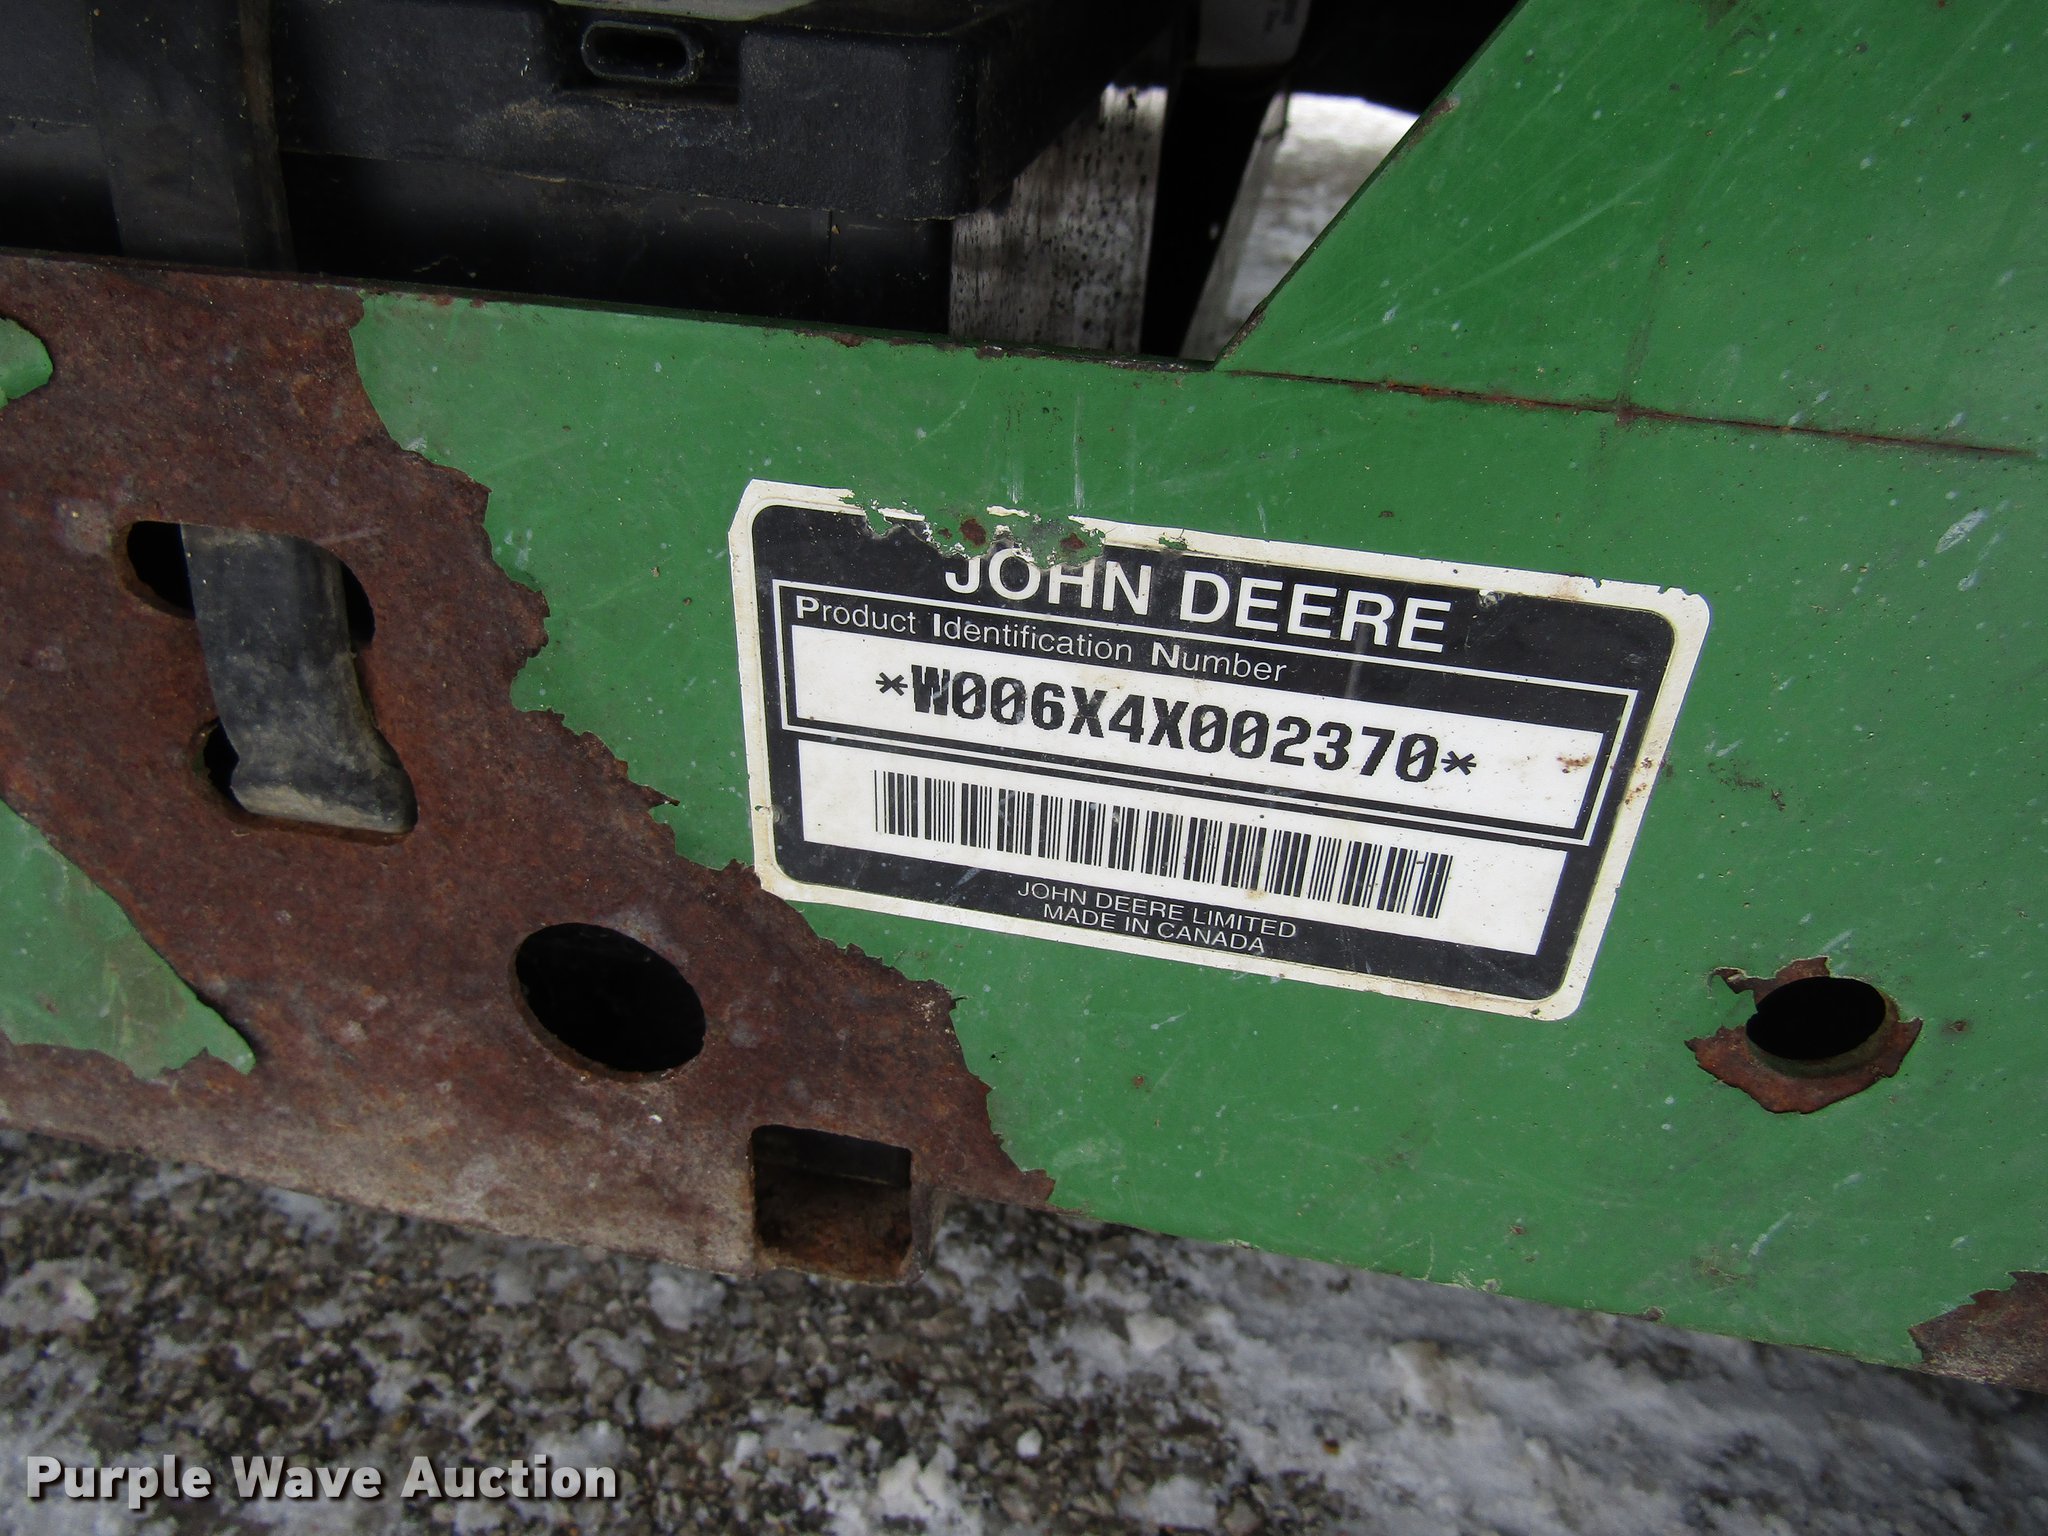 JOHN DEERE
Product Identification Number
*W006X4X002370*
JOHN DEERE LIMITED
MADE IN CANADA
Purple Wave Auction